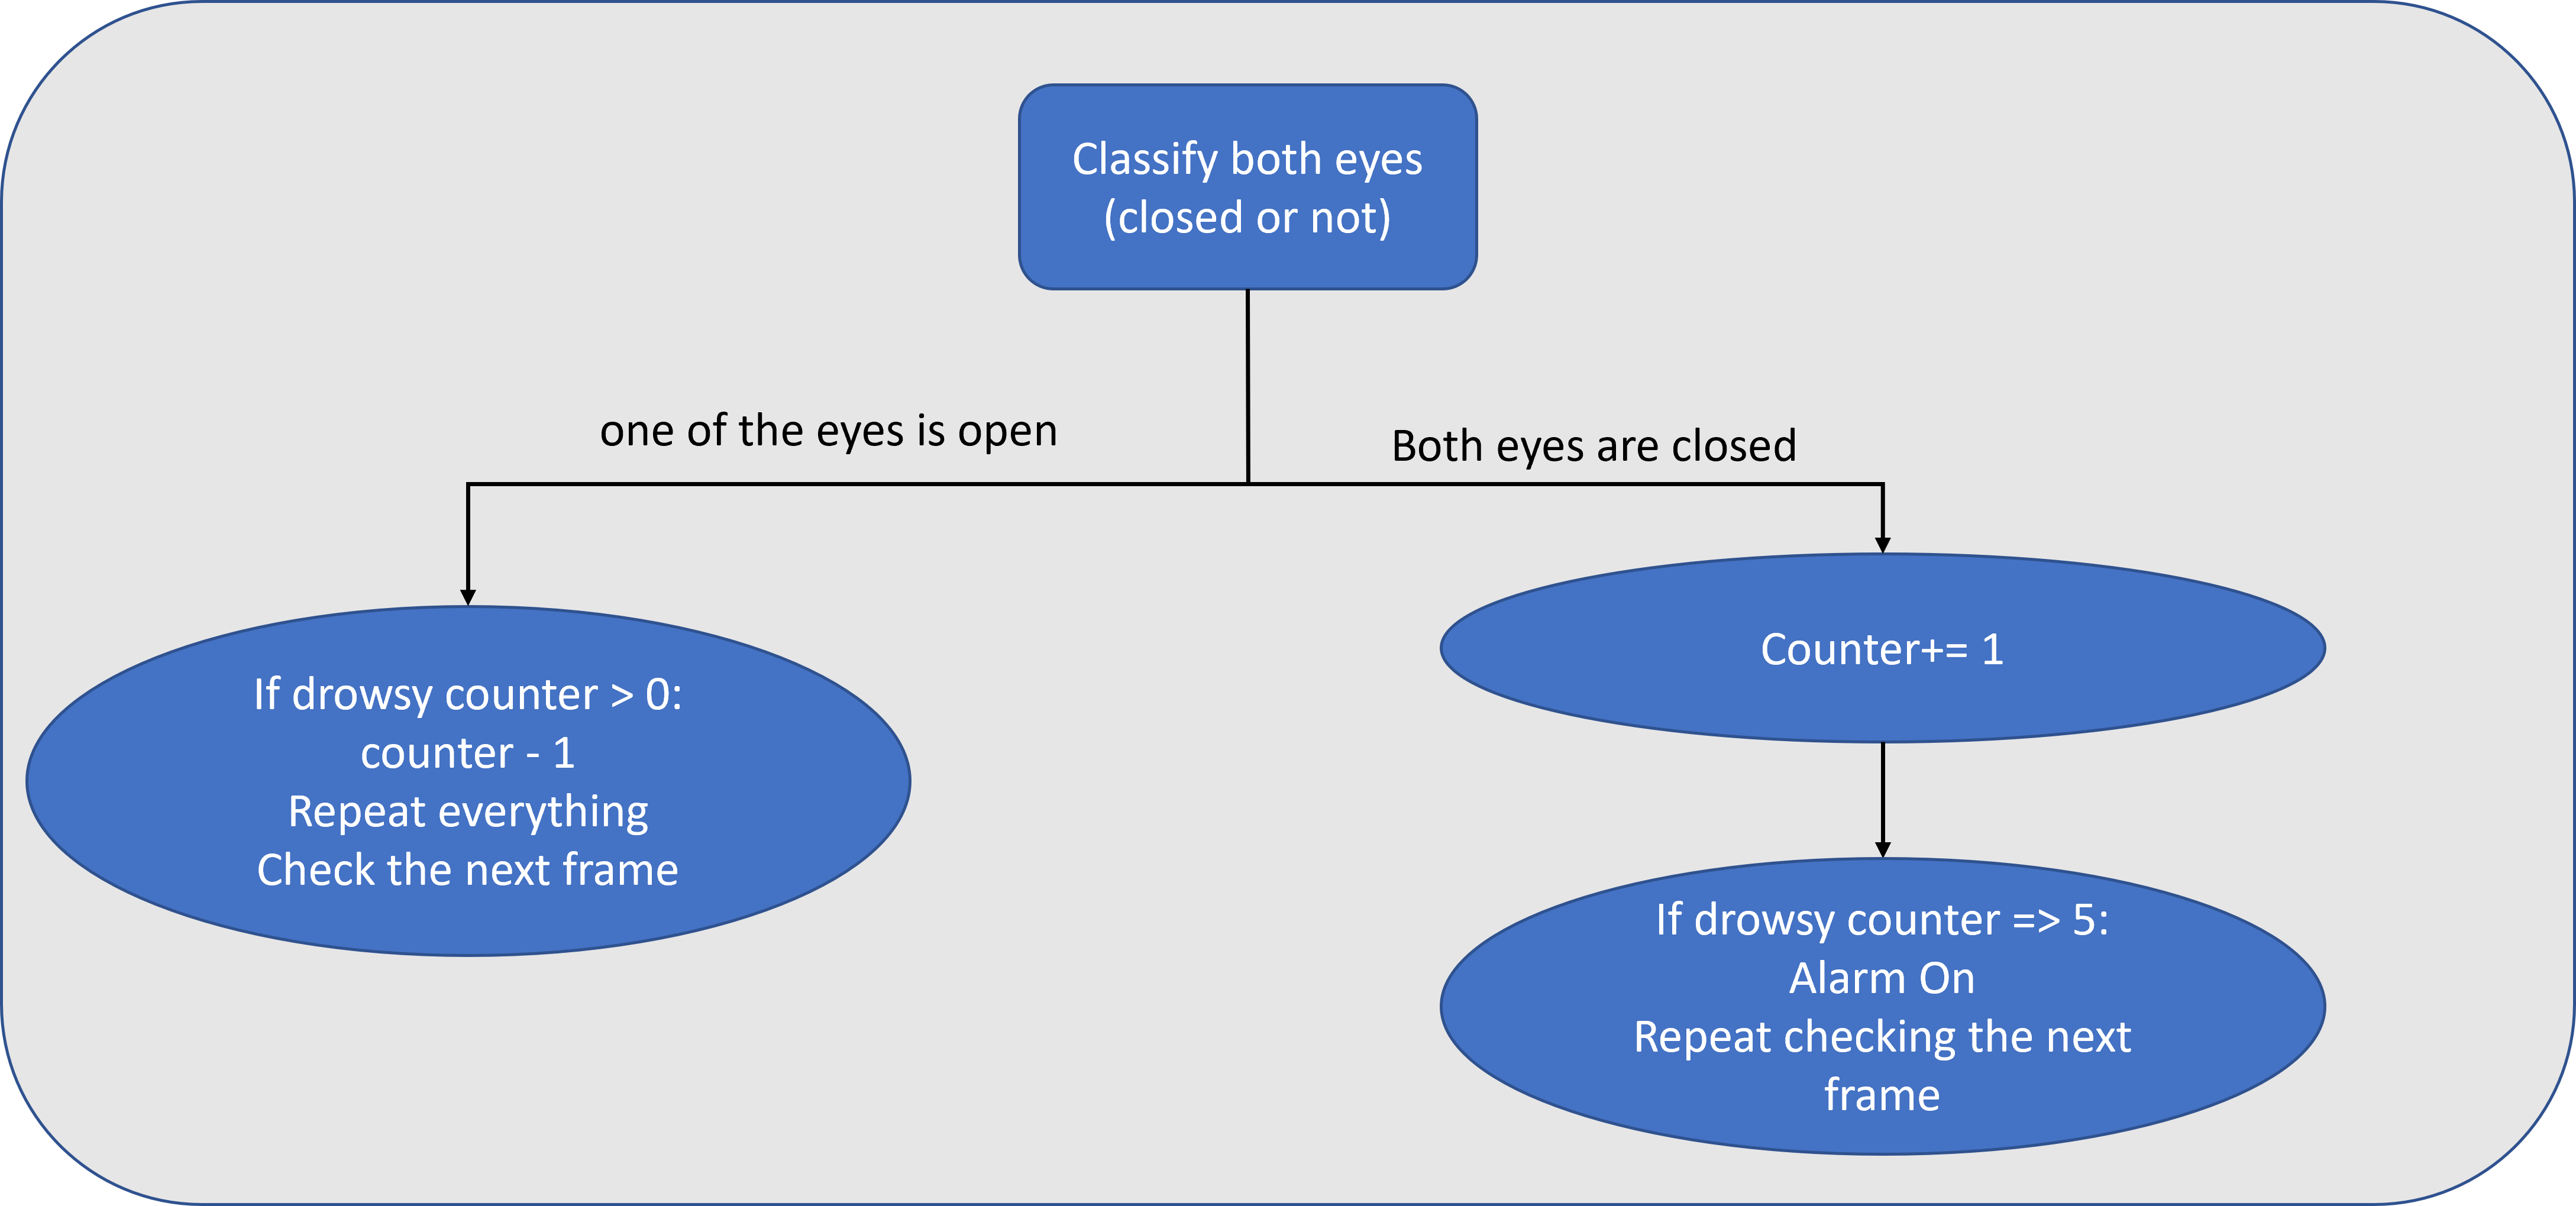 Classify both eyes
(closed or not)
one of the eyes is open
Both eyes are closed
If drowsy counter > 0:
counter - 1
Repeat everything
Check the next frame
Counter+= 1
If drowsy counter => 5:
Alarm On
Repeat checking the next
frame